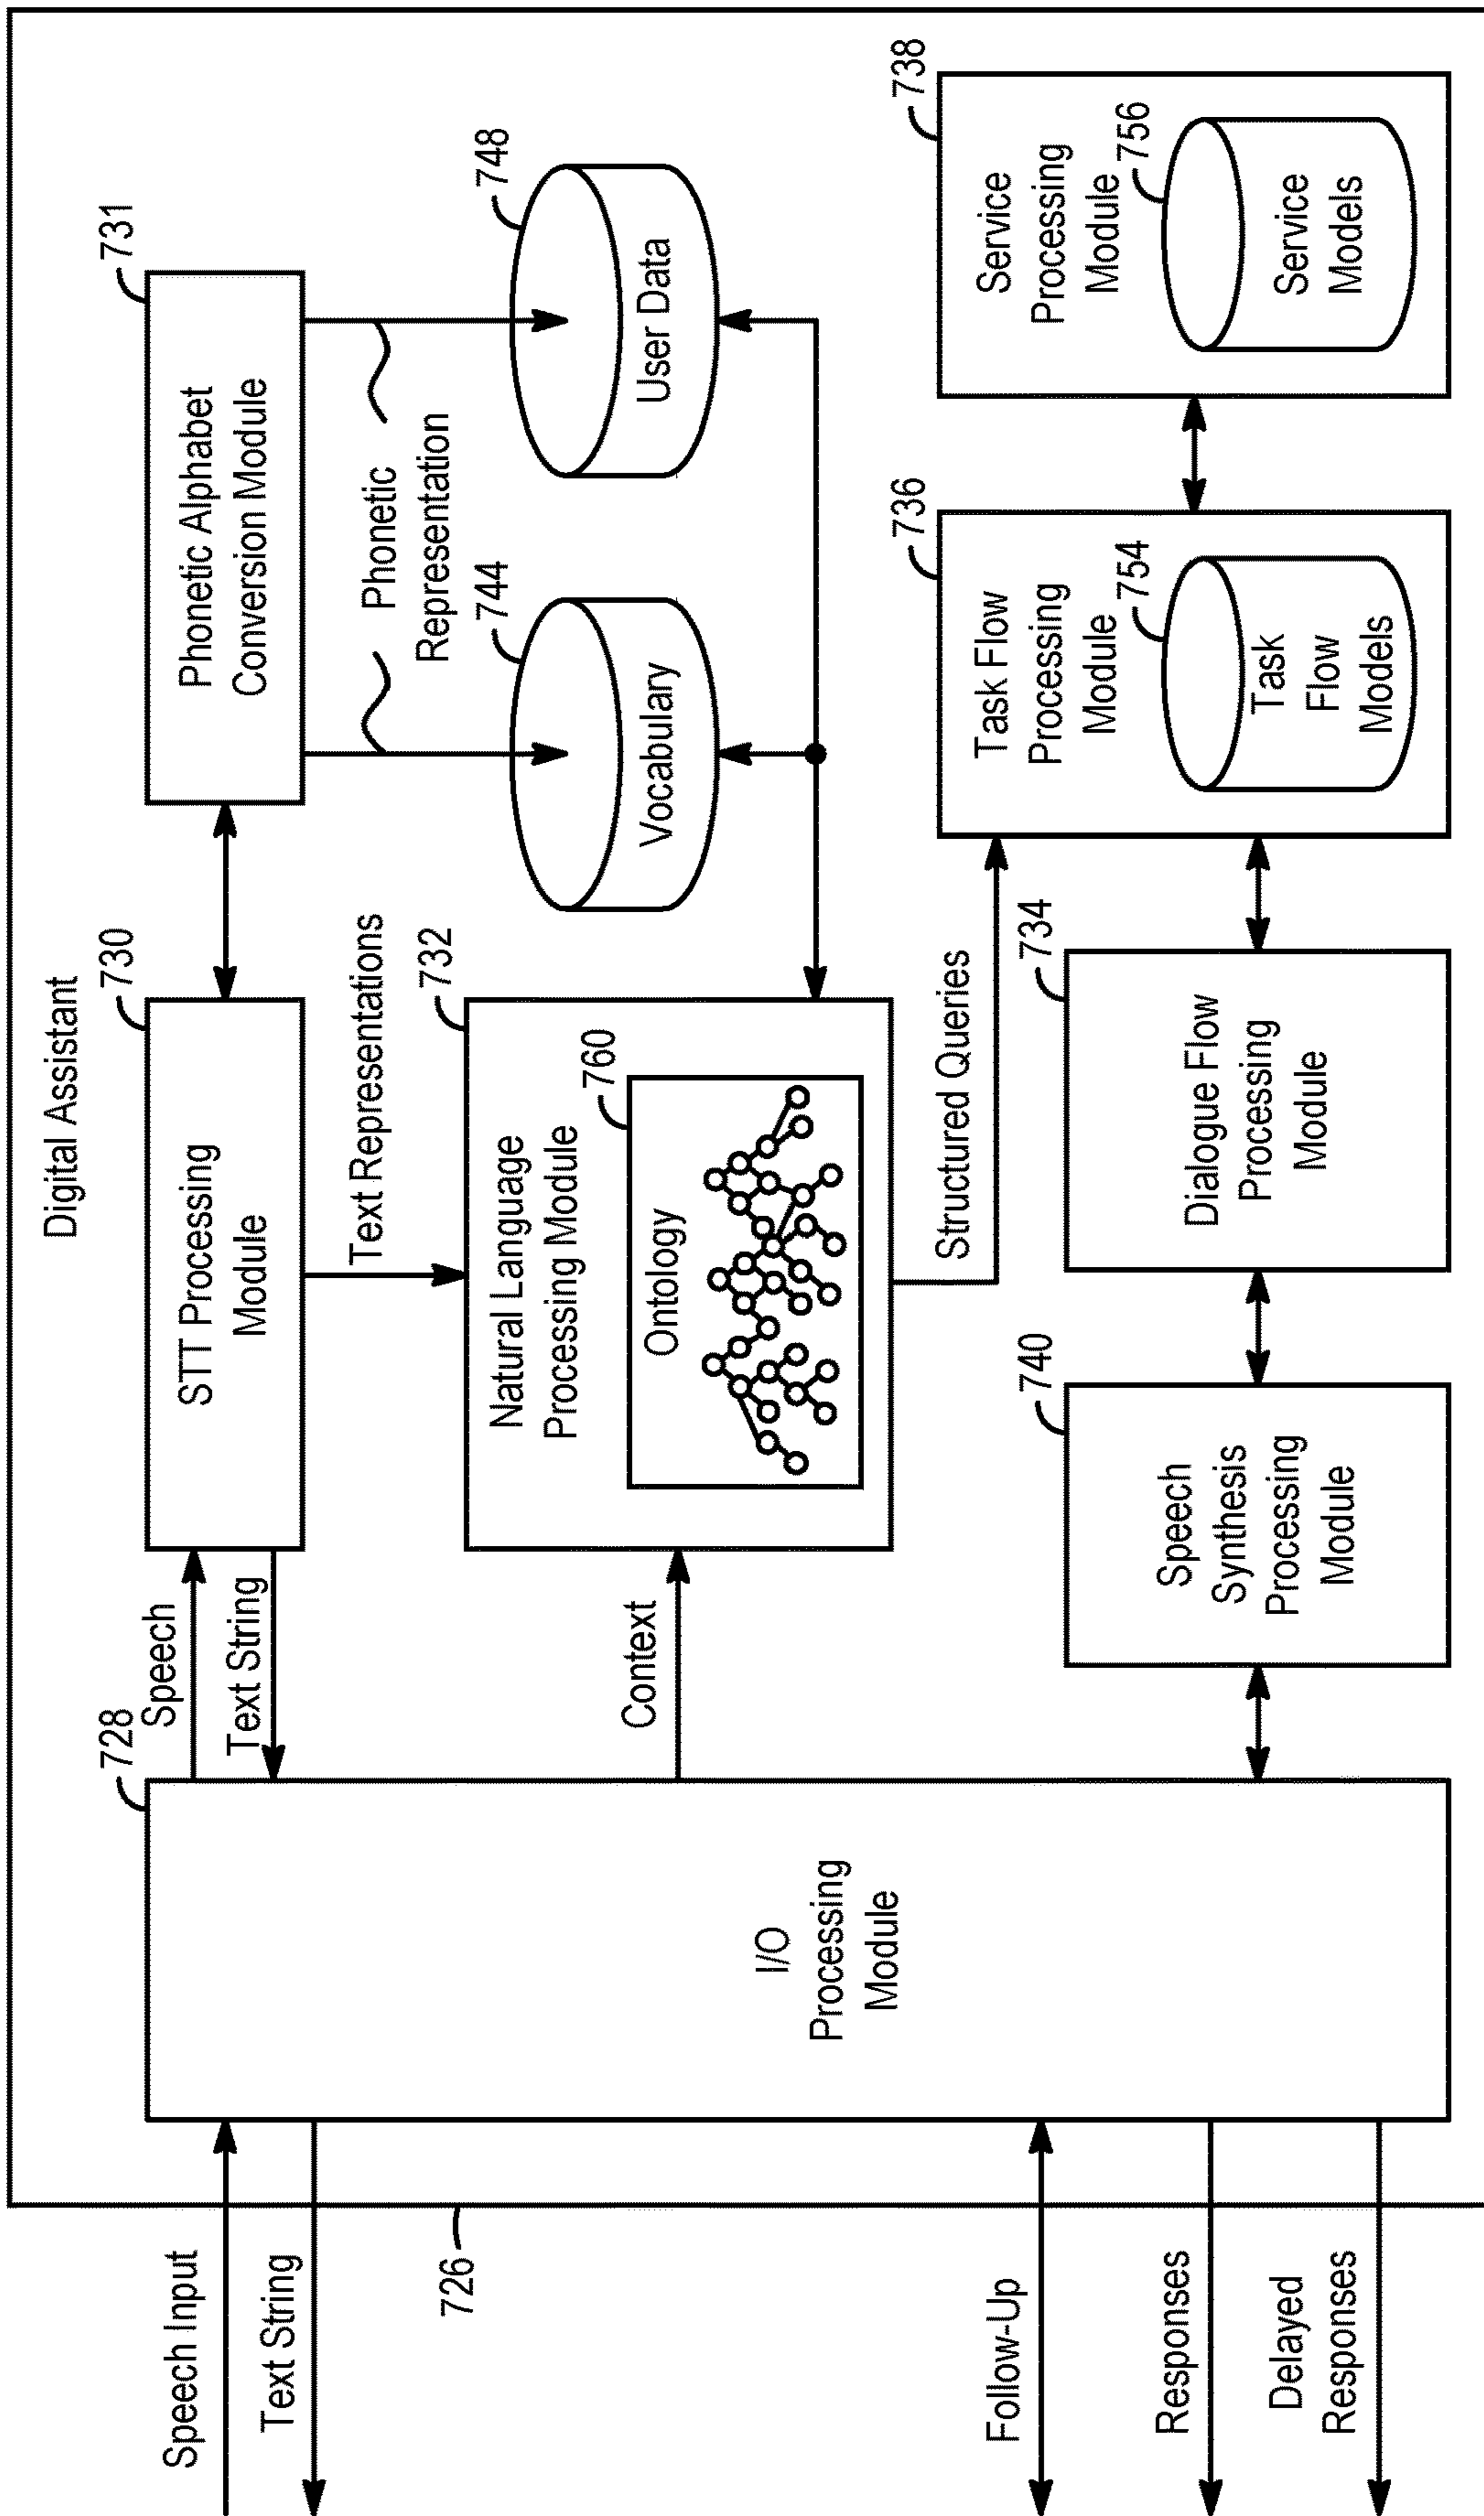 Digital Assistant
726
Speech Input
Text String
Follow-Up
Responses
Delayed
Responses
728
I/O
Processing
Module
Speech
Text String
Context
730
STT Processing
Module
Text Representations
731
Phonetic Alphabet
Conversion Module
Phonetic
Representation
744
Vocabulary
748
User Data
732
Natural Language
Processing Module
760
Ontology
Structured Queries
740
Speech
Synthesis
Processing
Module
734
Dialogue Flow
Processing
Module
736
Task Flow
Processing
Module
754
Task
Flow
Models
738
Service
Processing
Module
756
Service
Models